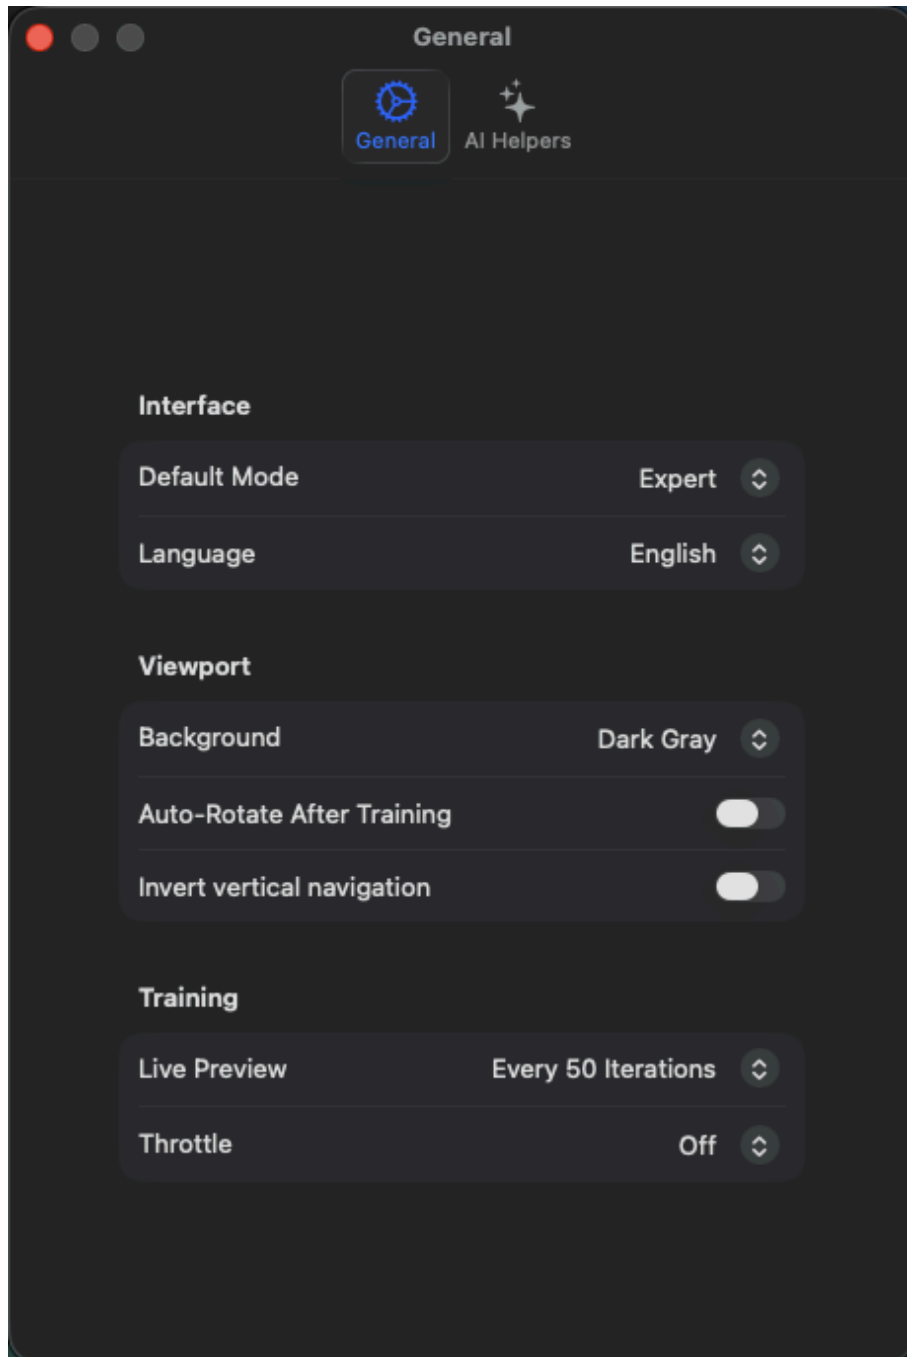 General
General
AI Helpers
Interface
Default Mode Expert
Language English
Viewport
Background Dark Gray
Auto-Rotate After Training
Invert vertical navigation
Training
Live Preview Every 50 Iterations
Throttle Off